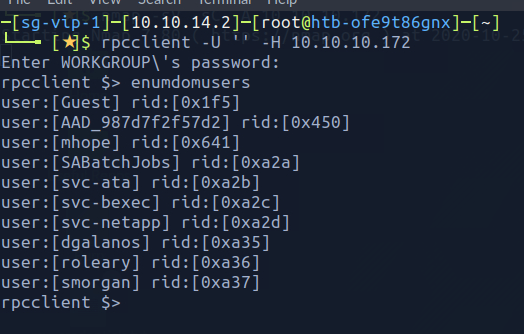 File Edit View Search Terminal Help
─[sg-vip-1]─[10.10.14.2]─[root@htb-ofe9t86gnx]─[~]
└──╼ [★]$ rpcclient -U '' -H 10.10.10.172
Enter WORKGROUP\'s password:
rpcclient $> enumdomusers
user:[Guest] rid:[0x1f5]
user:[AAD_987d7f2f57d2] rid:[0x450]
user:[mhope] rid:[0x641]
user:[SABatchJobs] rid:[0xa2a]
user:[svc-ata] rid:[0xa2b]
user:[svc-bexec] rid:[0xa2c]
user:[svc-netapp] rid:[0xa2d]
user:[dgalanos] rid:[0xa35]
user:[roleary] rid:[0xa36]
user:[smorgan] rid:[0xa37]
rpcclient $>